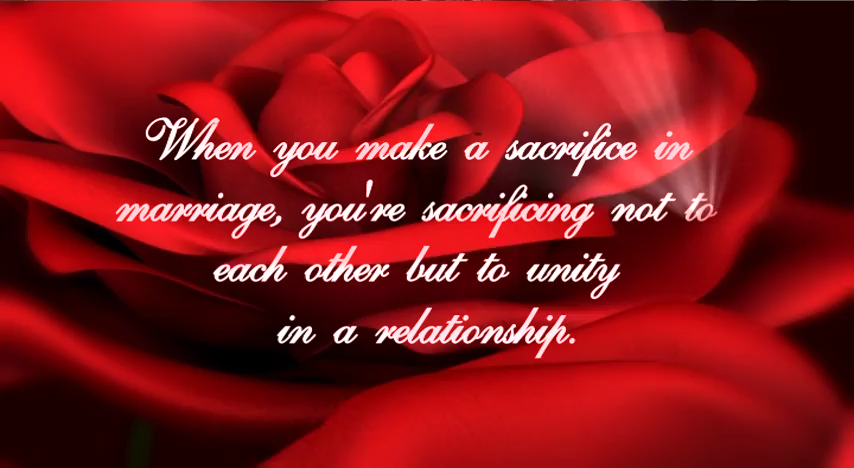 When you make a sacrifice in
marriage, you're sacrificing not to
each other but to unity
in a relationship.